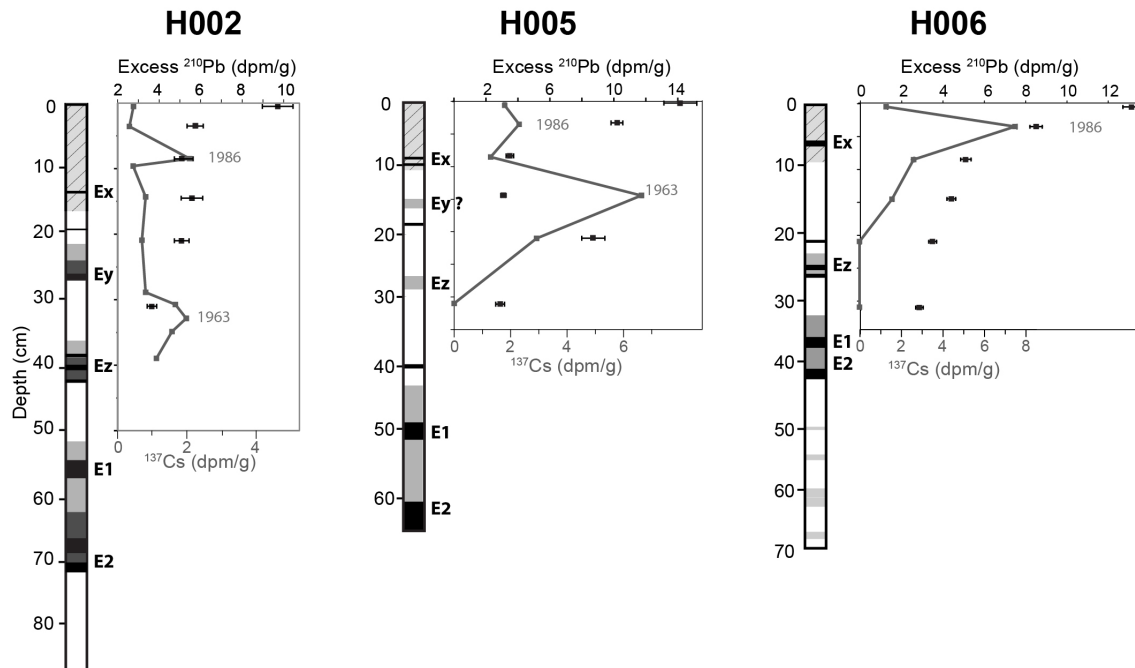 H002
H005
H006
Excess ²¹⁰Pb (dpm/g)
2 4 6 8 10
0
10
20
30
40
50
60
70
80
Depth (cm)
Ex
Ey
Ez
E1
E2
1986
1963
0 2 4
¹³⁷Cs (dpm/g)
Excess ²¹⁰Pb (dpm/g)
2 6 10 14
0
10
20
30
40
50
60
Ex
Ey ?
Ez
E1
E2
1986
1963
0 2 4 6
¹³⁷Cs (dpm/g)
Excess ²¹⁰Pb (dpm/g)
0 2 4 6 8 10 12
0
10
20
30
40
50
60
70
Ex
Ez
E1
E2
1986
0 2 4 6 8
¹³⁷Cs (dpm/g)